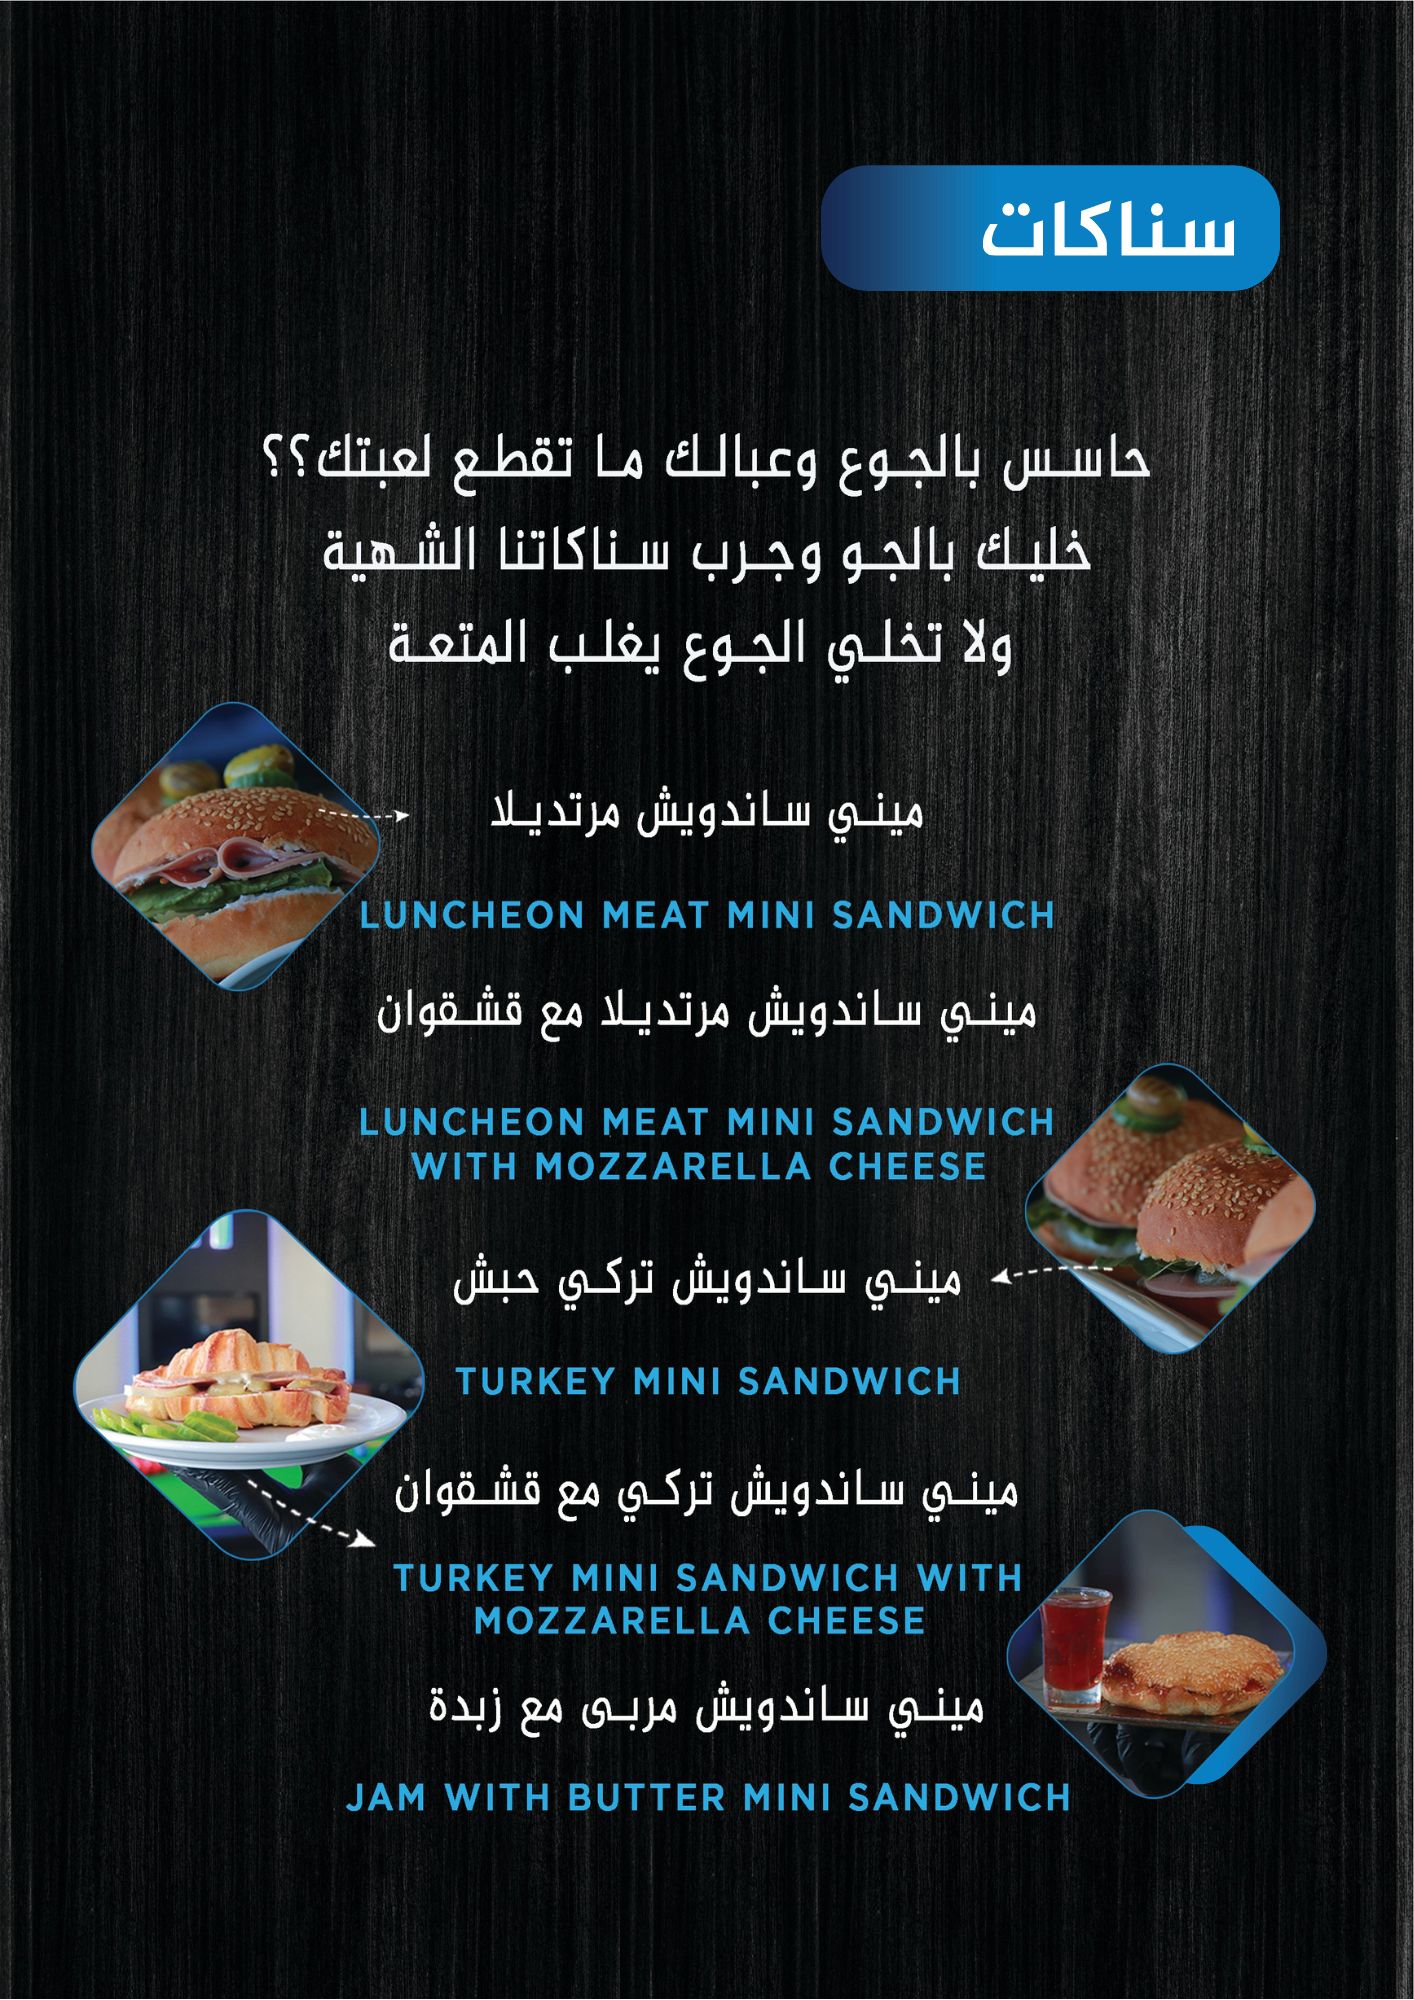 سناكات
حاسس بالجوع وعبالك ما تقطع لعبتك؟؟
خليك بالجو وجرب سناكاتنا الشهية
ولا تخلي الجوع يغلب المتعة
ميني ساندويش مرتديلا
LUNCHEON MEAT MINI SANDWICH
ميني ساندويش مرتديلا مع قشقوان
LUNCHEON MEAT MINI SANDWICH
WITH MOZZARELLA CHEESE
ميني ساندويش تركي حبش
TURKEY MINI SANDWICH
ميني ساندويش تركي مع قشقوان
TURKEY MINI SANDWICH WITH
MOZZARELLA CHEESE
ميني ساندويش مربى مع زبدة
JAM WITH BUTTER MINI SANDWICH